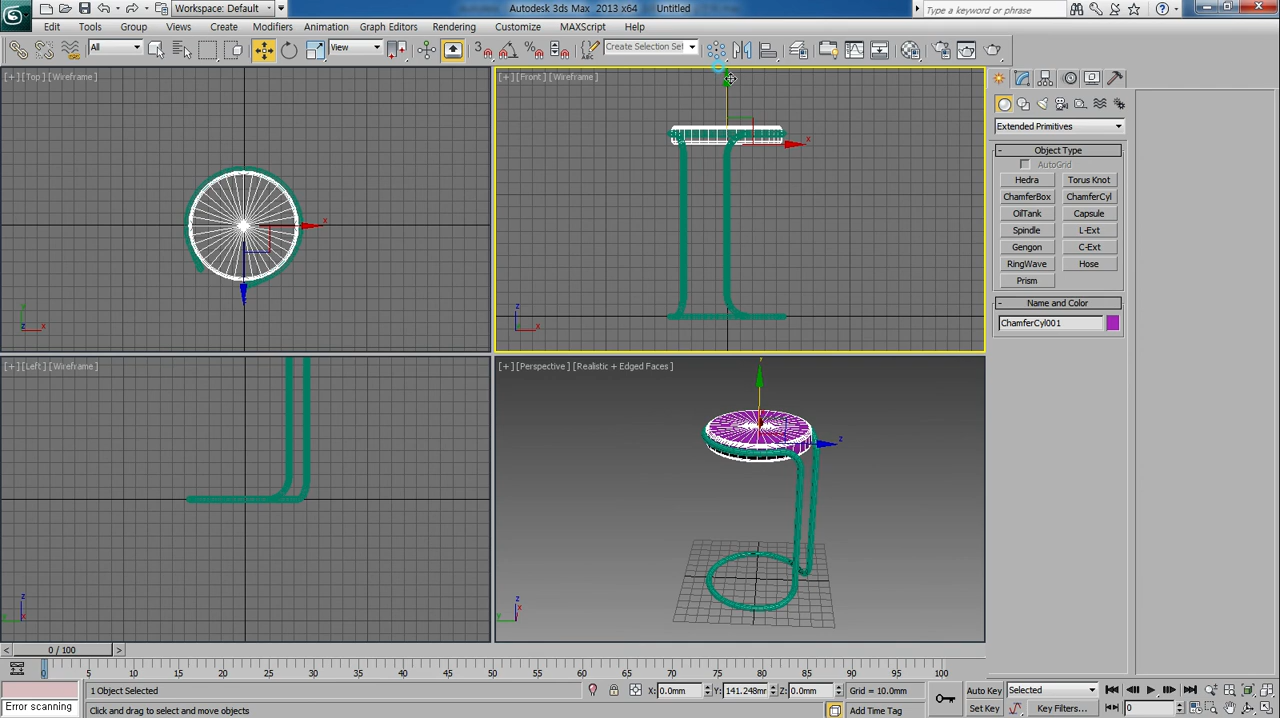 Workspace: Default
Autodesk 3ds Max 2013 x64 Untitled
Type a keyword or phrase
Edit Tools Group Views Create Modifiers Animation Graph Editors Rendering Customize MAXScript Help
All View Create Selection Set
[+] [Top] [Wireframe]
[+] [Front] [Wireframe]
Extended Primitives
- Object Type
AutoGrid
Hedra Torus Knot
ChamferBox ChamferCyl
OilTank Capsule
Spindle L-Ext
Gengon C-Ext
RingWave Hose
Prism
- Name and Color
ChamferCyl001
[+] [Left] [Wireframe]
[+] [Perspective] [Realistic + Edged Faces]
0 / 100
0 5 10 15 20 25 30 35 40 45 50 55 60 65 70 75 80 85 90 95 100
1 Object Selected
X: 0.0mm Y: 141.248mm Z: 0.0mm Grid = 10.0mm
Auto Key Selected
Error scanning
Click and drag to select and move objects
Add Time Tag
Set Key Key Filters... 0